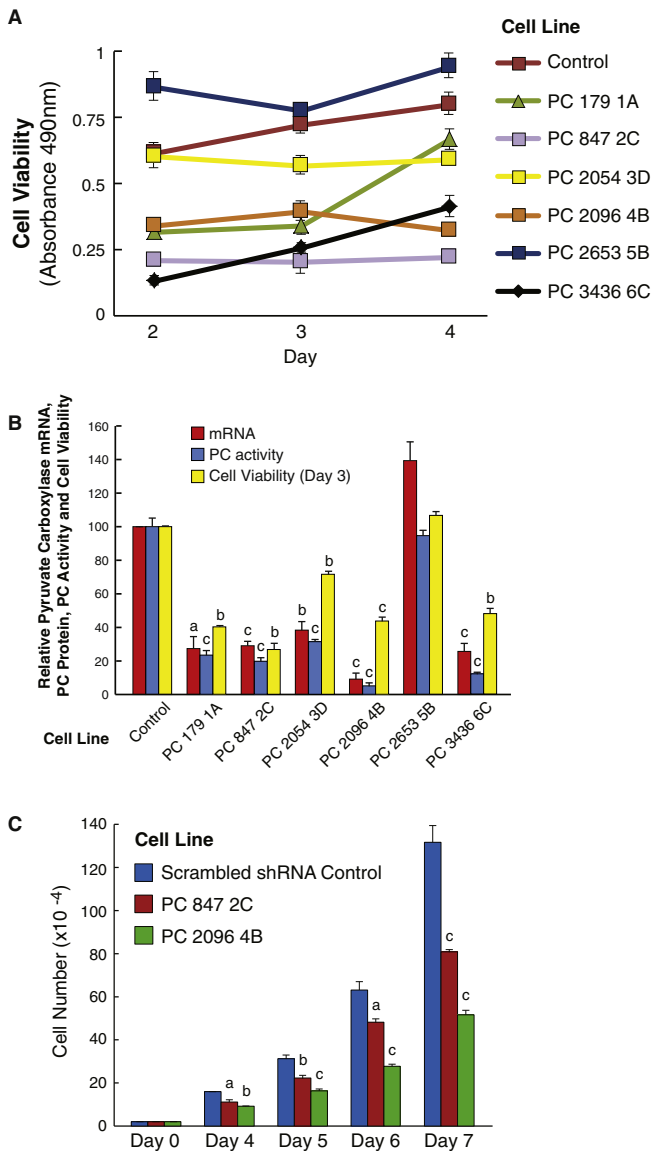 A
Cell Viability
(Absorbance 490nm)
1
0.75
0.5
0.25
0
2 3 4
Day
Cell Line
Control
PC 179 1A
PC 847 2C
PC 2054 3D
PC 2096 4B
PC 2653 5B
PC 3436 6C
B
Relative Pyruvate Carboxylase mRNA,
PC Protein, PC Activity and Cell Viability
160
140
120
100
80
60
40
20
0
mRNA
PC activity
Cell Viability (Day 3)
a c b
c c b
c c b
c c c
c c b
Cell Line
Control
PC 179 1A
PC 847 2C
PC 2054 3D
PC 2096 4B
PC 2653 5B
PC 3436 6C
C
Cell Number (x10 -4)
140
120
100
80
60
40
20
0
Cell Line
Scrambled shRNA Control
PC 847 2C
PC 2096 4B
a b
b c
a c
c c
Day 0 Day 4 Day 5 Day 6 Day 7